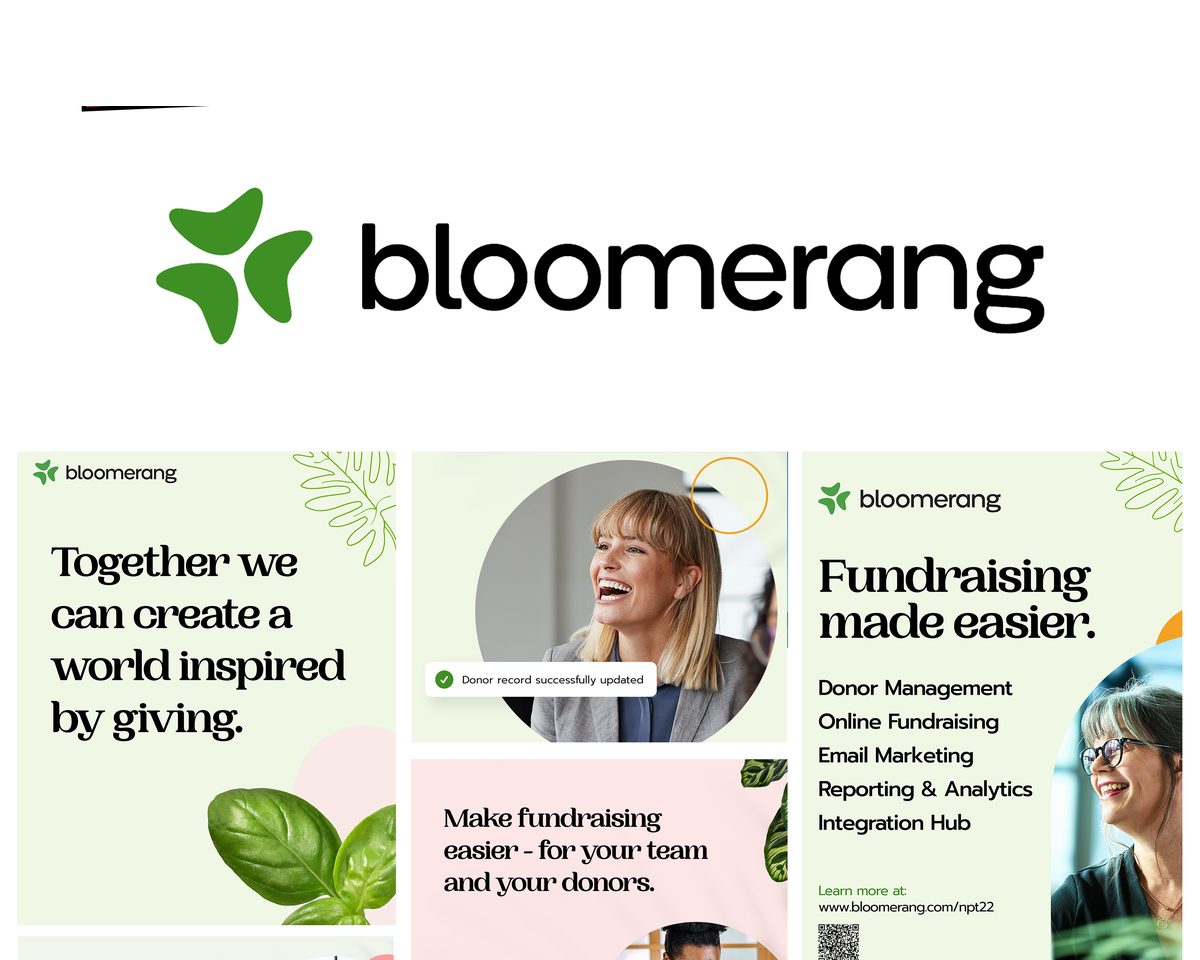 bloomerang
bloomerang
Together we
can create a
world inspired
by giving.
Donor record successfully updated
Make fundraising
easier - for your team
and your donors.
bloomerang
Fundraising
made easier.
Donor Management
Online Fundraising
Email Marketing
Reporting & Analytics
Integration Hub
Learn more at:
www.bloomerang.com/npt22